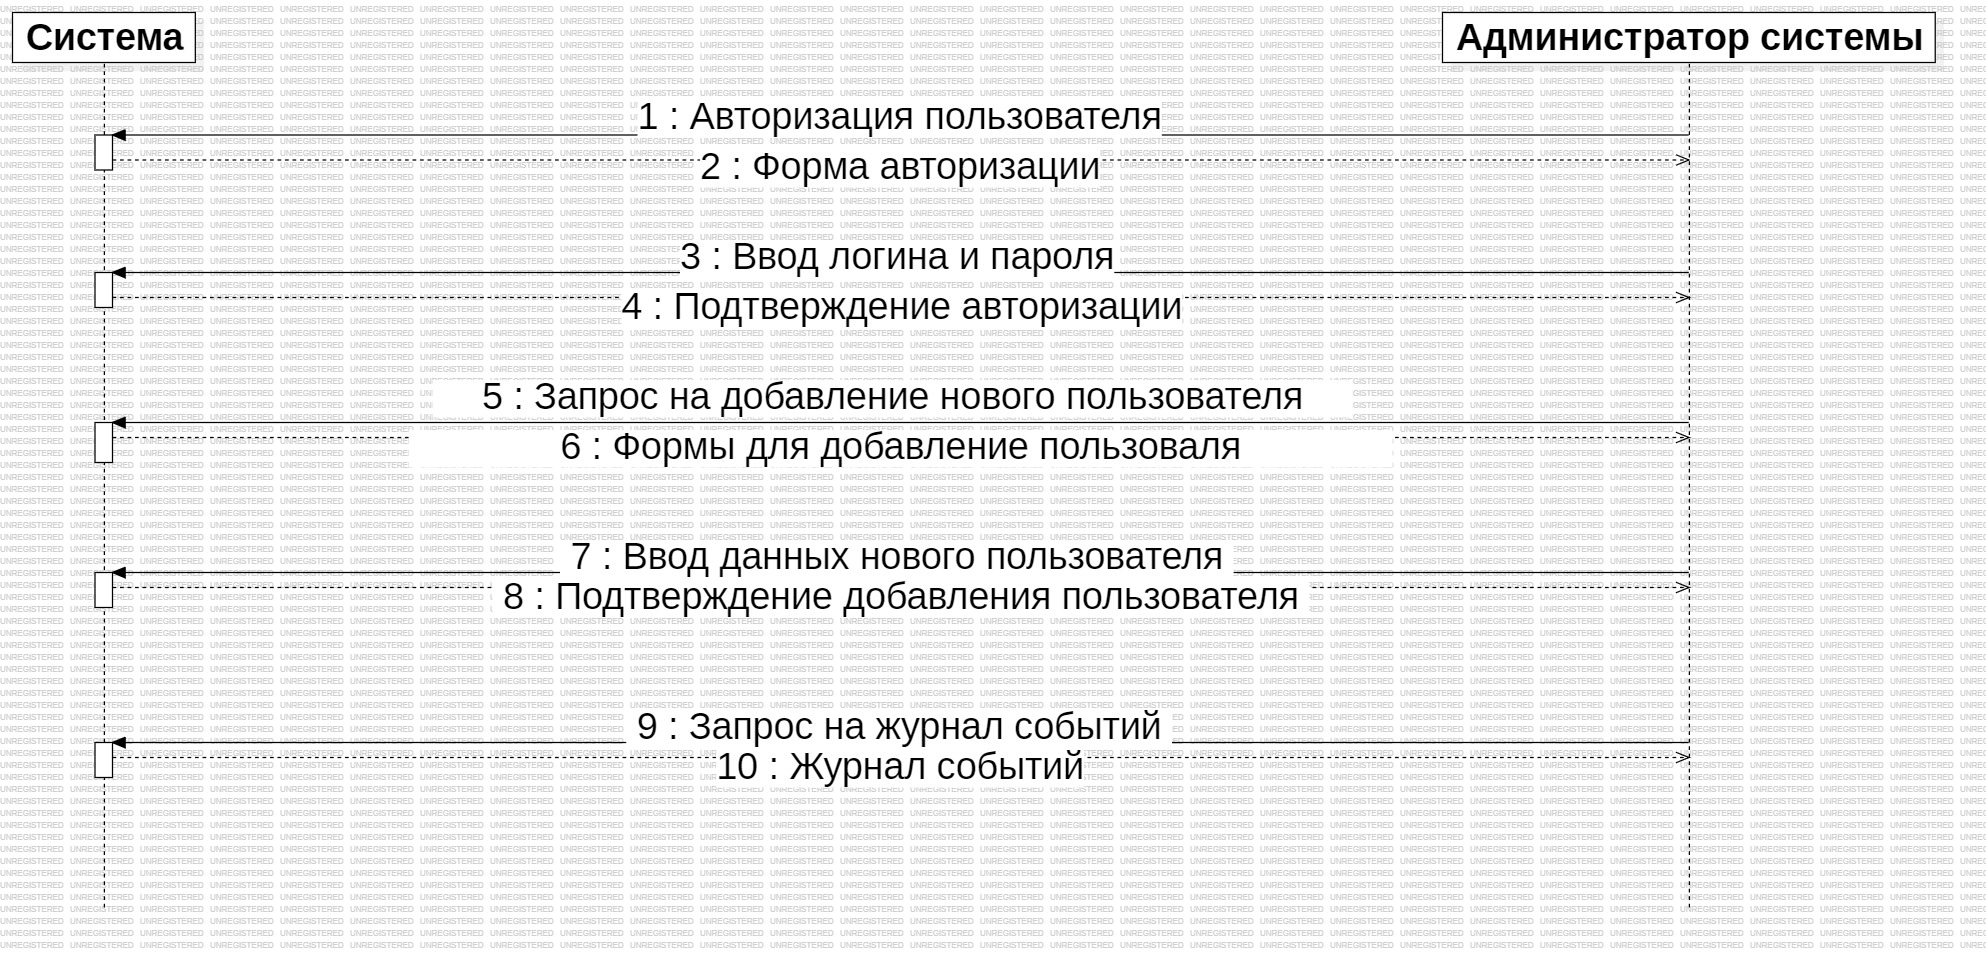 Система
Администратор системы
1 : Авторизация пользователя
2 : Форма авторизации
3 : Ввод логина и пароля
4 : Подтверждение авторизации
5 : Запрос на добавление нового пользователя
6 : Формы для добавление пользоваля
7 : Ввод данных нового пользователя
8 : Подтверждение добавления пользователя
9 : Запрос на журнал событий
10 : Журнал событий
UNREGISTERED